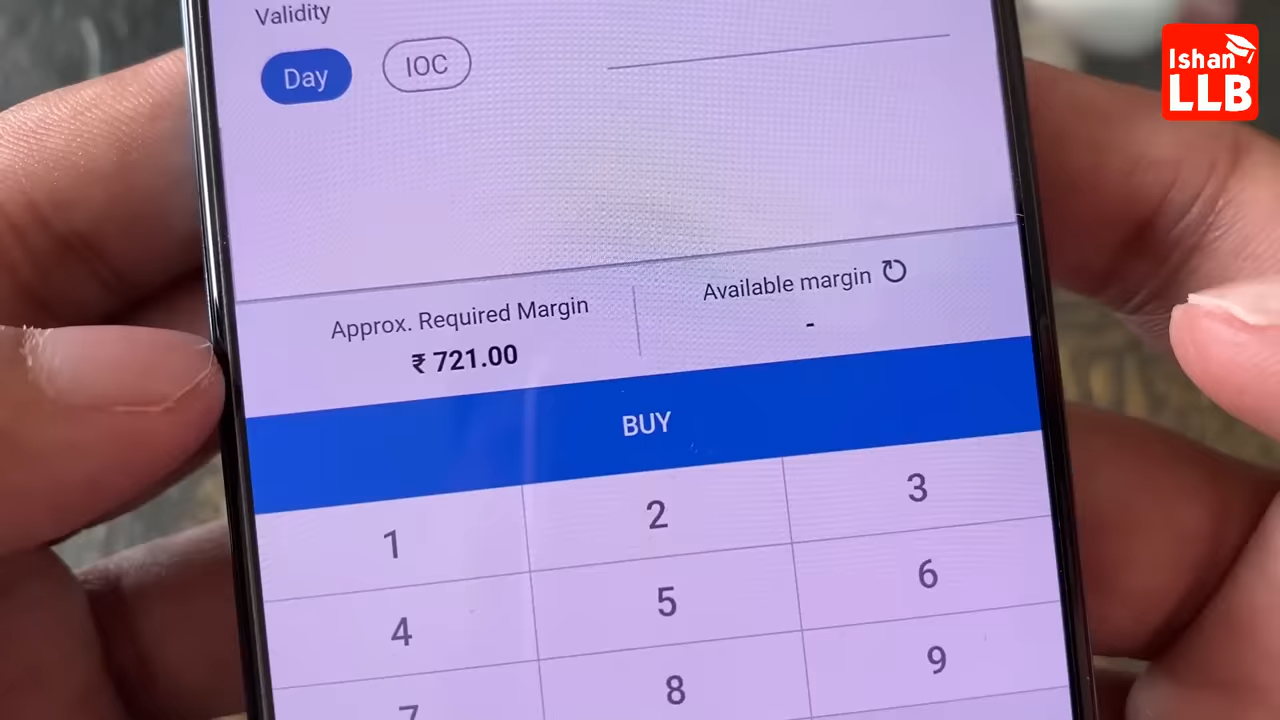 Validity
Day
IOC
Ishan
LLB
Approx. Required Margin
₹ 721.00
Available margin
-
BUY
1
2
3
4
5
6
7
8
9